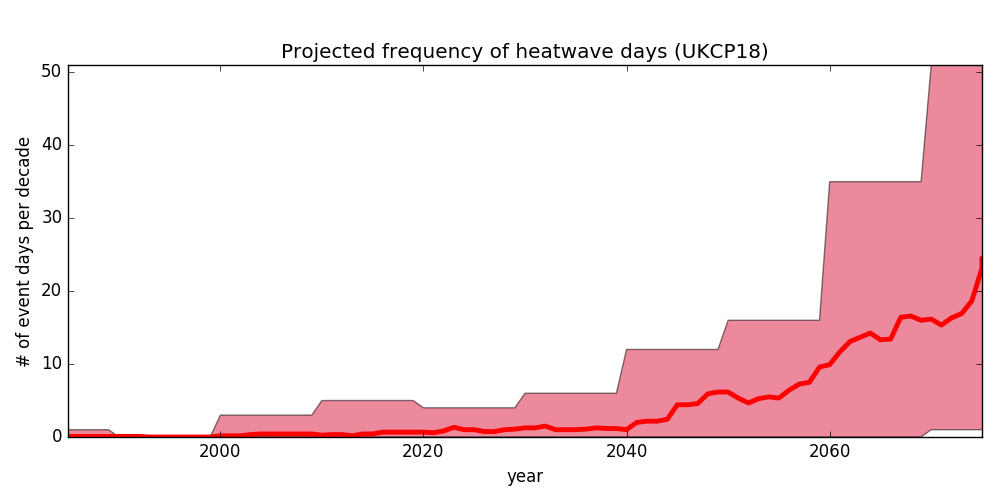 Projected frequency of heatwave days (UKCP18)
# of event days per decade
50
40
30
20
10
0
2000 2020 2040 2060
year